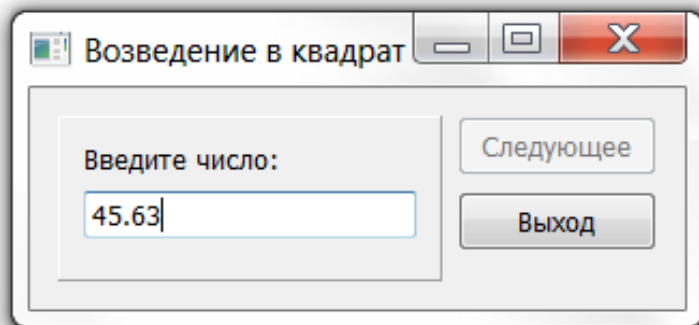 Возведение в квадрат
Введите число:
45.63
Следующее
Выход